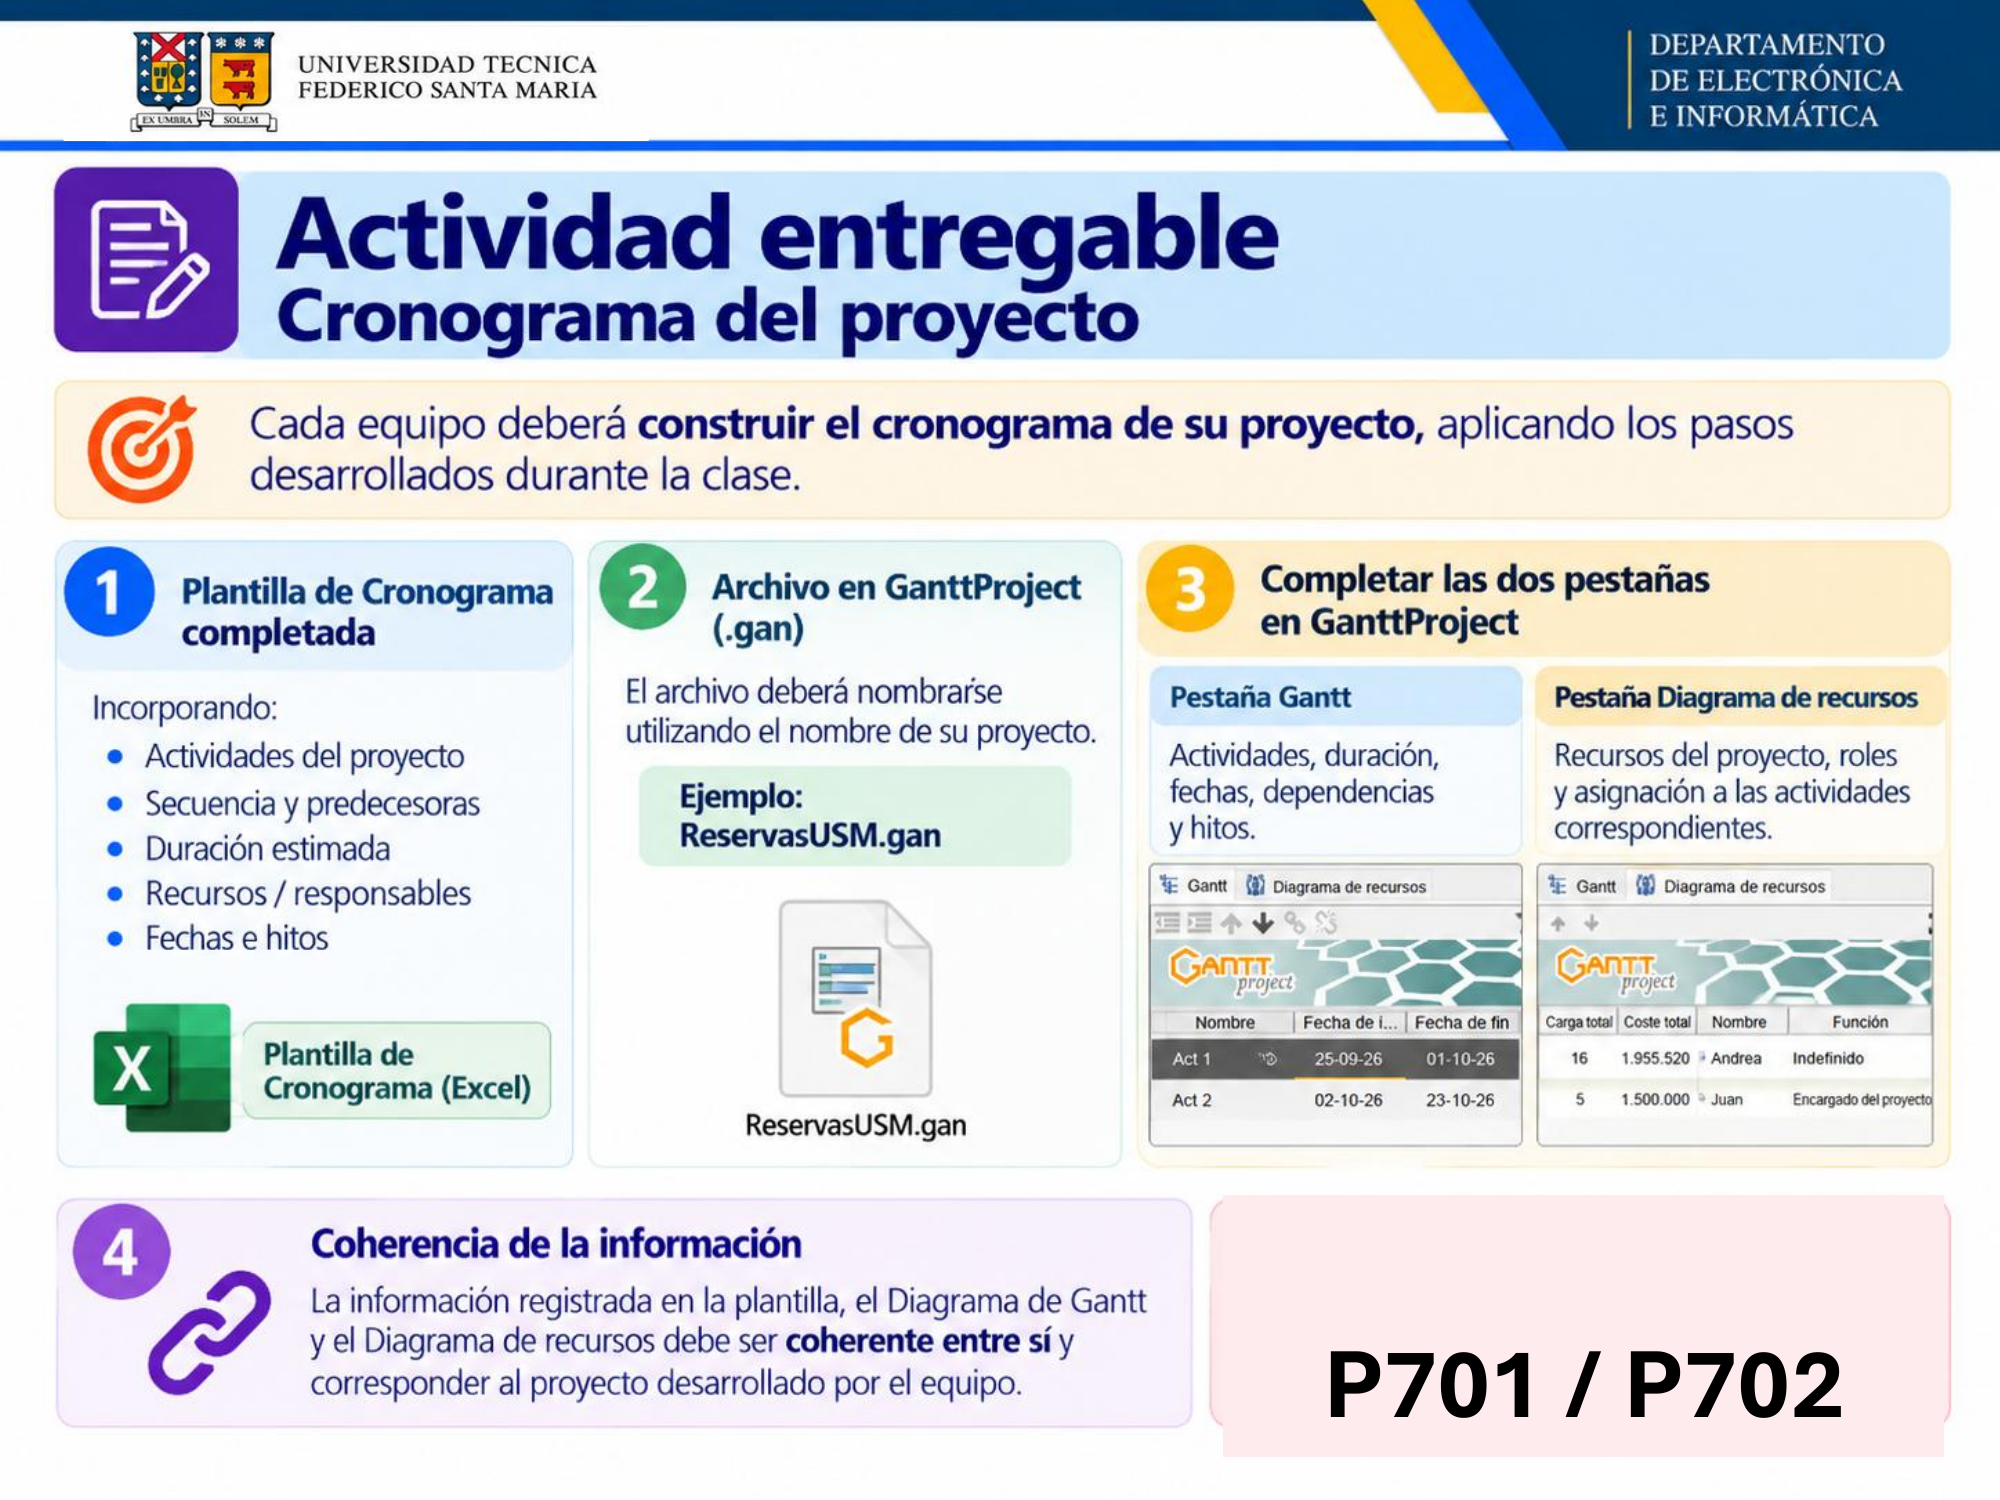 UNIVERSIDAD TECNICA
FEDERICO SANTA MARIA
EX UMBRA IN SOLEM
DEPARTAMENTO
DE ELECTRÓNICA
E INFORMÁTICA
Actividad entregable
Cronograma del proyecto
Cada equipo deberá construir el cronograma de su proyecto, aplicando los pasos
desarrollados durante la clase.
1
Plantilla de Cronograma
completada
Incorporando:
● Actividades del proyecto
● Secuencia y predecesoras
● Duración estimada
● Recursos / responsables
● Fechas e hitos
X
Plantilla de
Cronograma (Excel)
2
Archivo en GanttProject
(.gan)
El archivo deberá nombrarse
utilizando el nombre de su proyecto.
Ejemplo:
ReservasUSM.gan
G
ReservasUSM.gan
3
Completar las dos pestañas
en GanttProject
Pestaña Gantt
Actividades, duración,
fechas, dependencias
y hitos.
Gantt Diagrama de recursos
GANTT
project
Nombre Fecha de i... Fecha de fin
Act 1 25-09-26 01-10-26
Act 2 02-10-26 23-10-26
Pestaña Diagrama de recursos
Recursos del proyecto, roles
y asignación a las actividades
correspondientes.
Gantt Diagrama de recursos
GANTT
project
Carga total Coste total Nombre Función
16 1.955.520 Andrea Indefinido
5 1.500.000 Juan Encargado del proyecto
4
Coherencia de la información
La información registrada en la plantilla, el Diagrama de Gantt
y el Diagrama de recursos debe ser coherente entre sí y
corresponder al proyecto desarrollado por el equipo.
P701 / P702